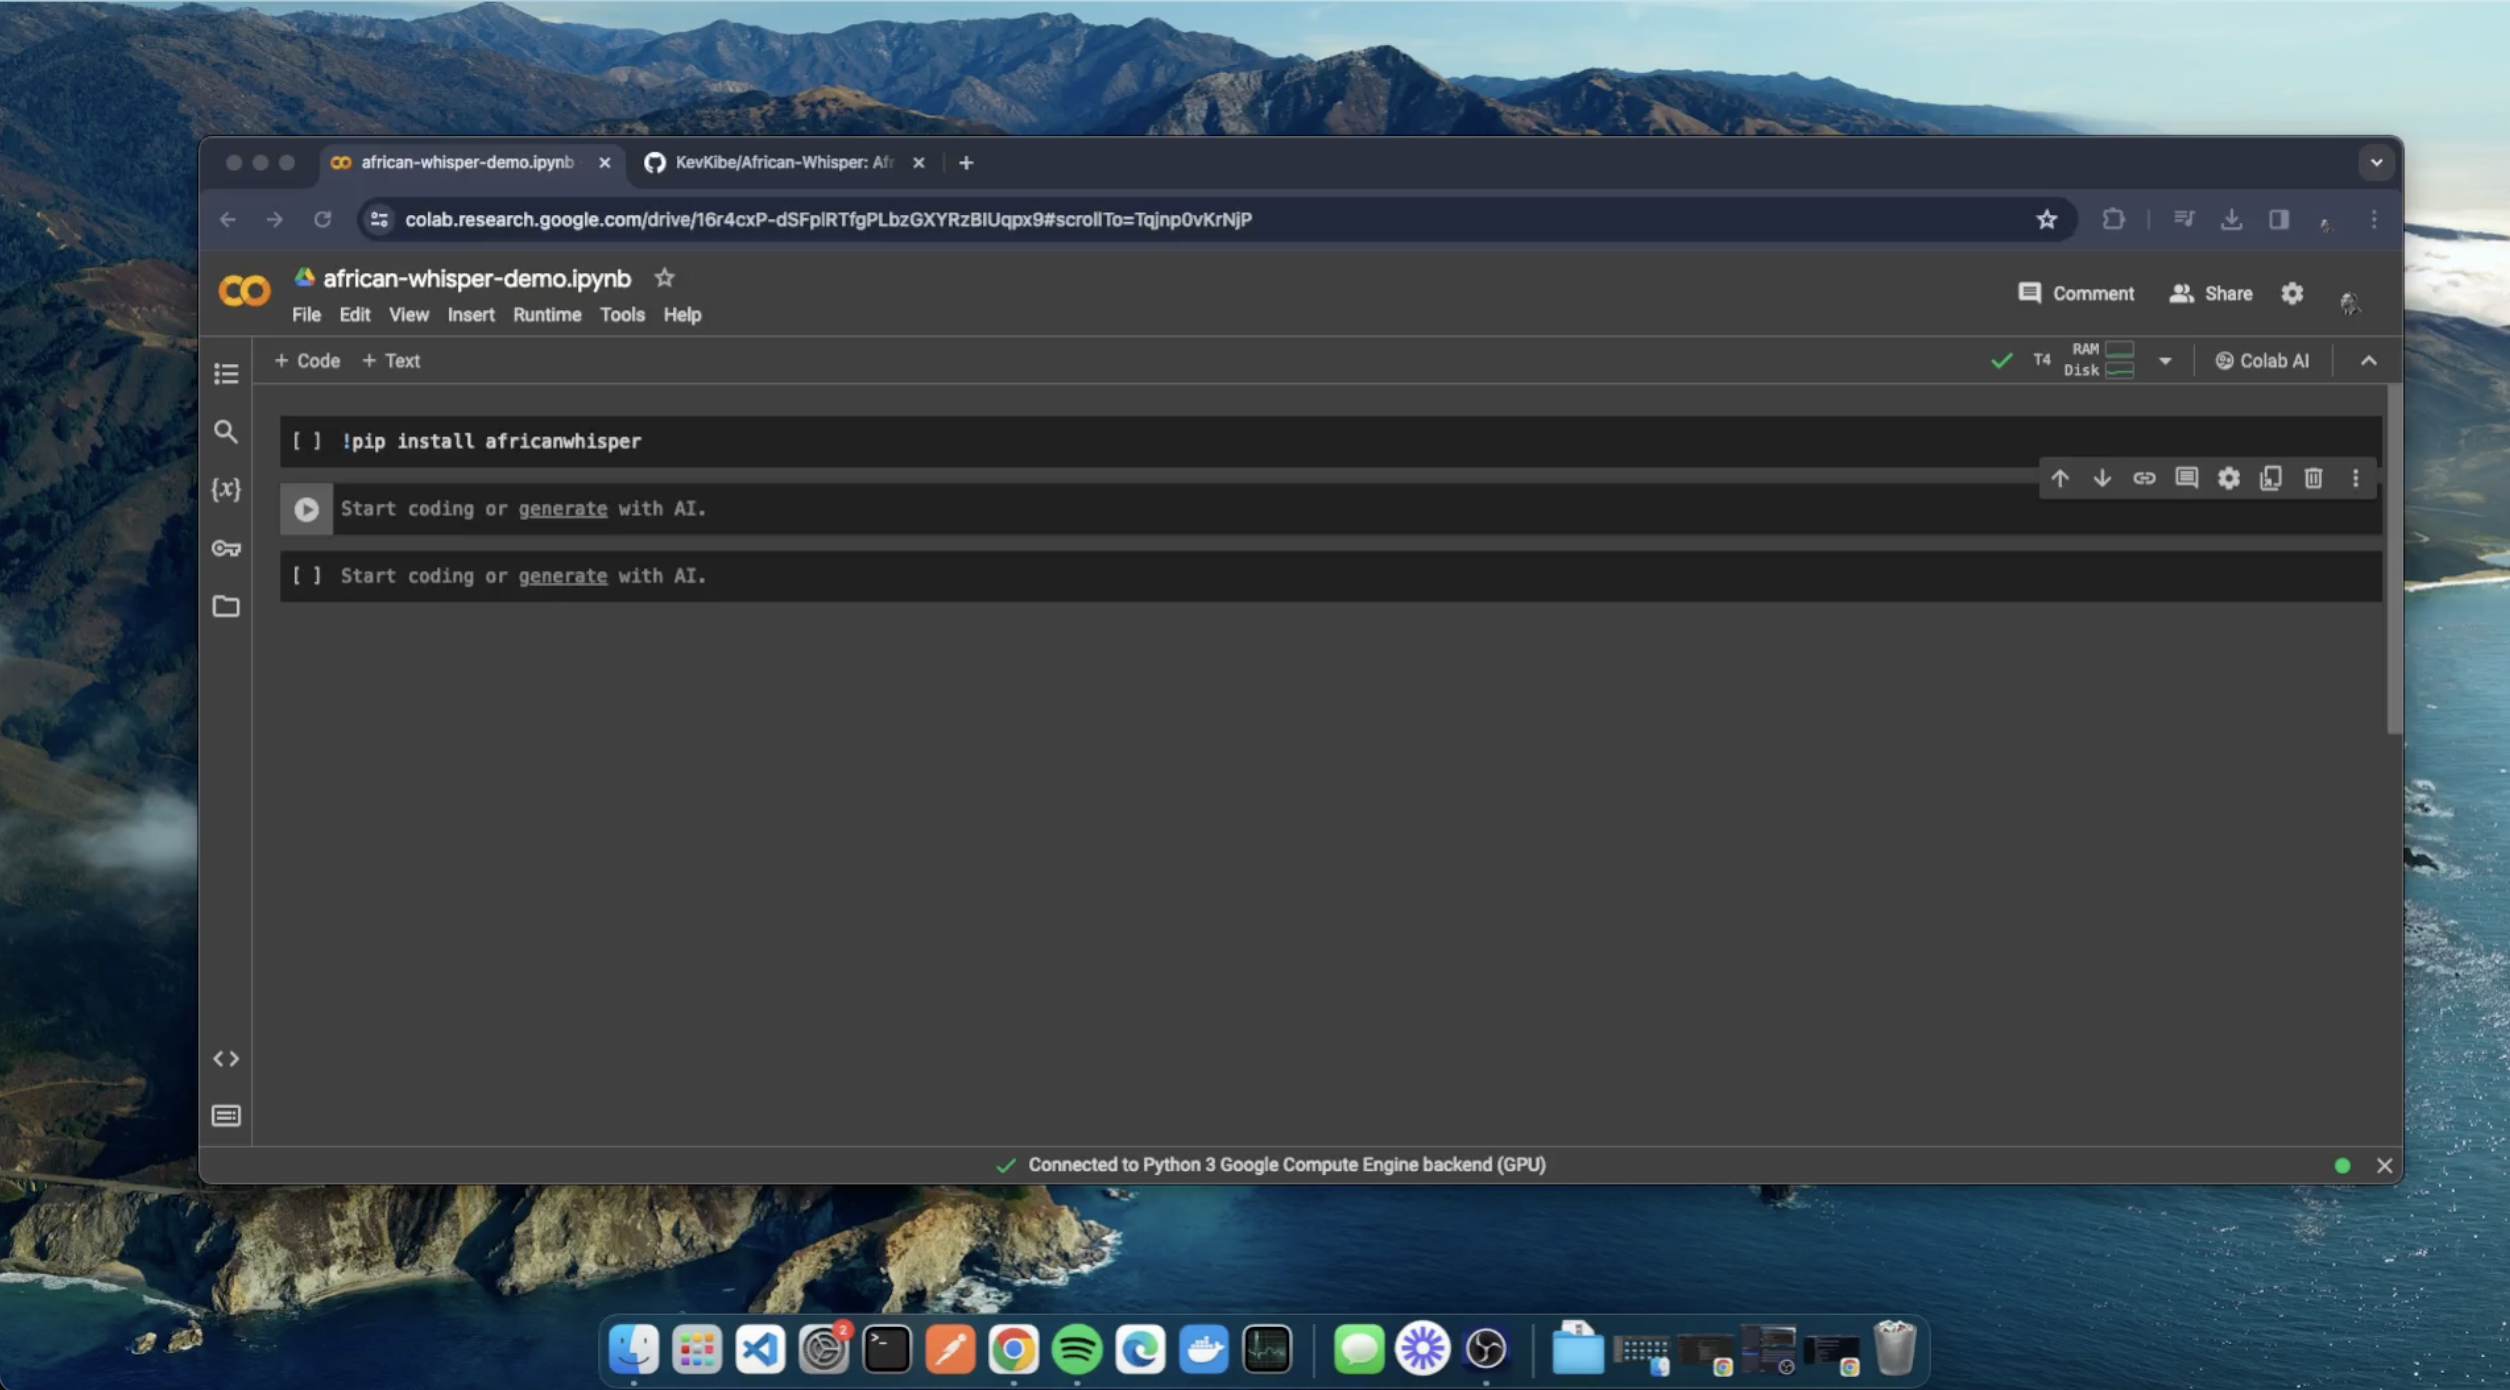 african-whisper-demo.ipynb
KevKibe/African-Whisper: Afr
colab.research.google.com/drive/16r4cxP-dSFplRTfgPLbzGXYRzBIUqpx9#scrollTo=Tqjnp0vKrNjP
african-whisper-demo.ipynb
Comment Share
File Edit View Insert Runtime Tools Help
+ Code + Text
T4 RAM
Disk
Colab AI
[ ] !pip install africanwhisper
Start coding or generate with AI.
[ ] Start coding or generate with AI.
{x}
Connected to Python 3 Google Compute Engine backend (GPU)
2